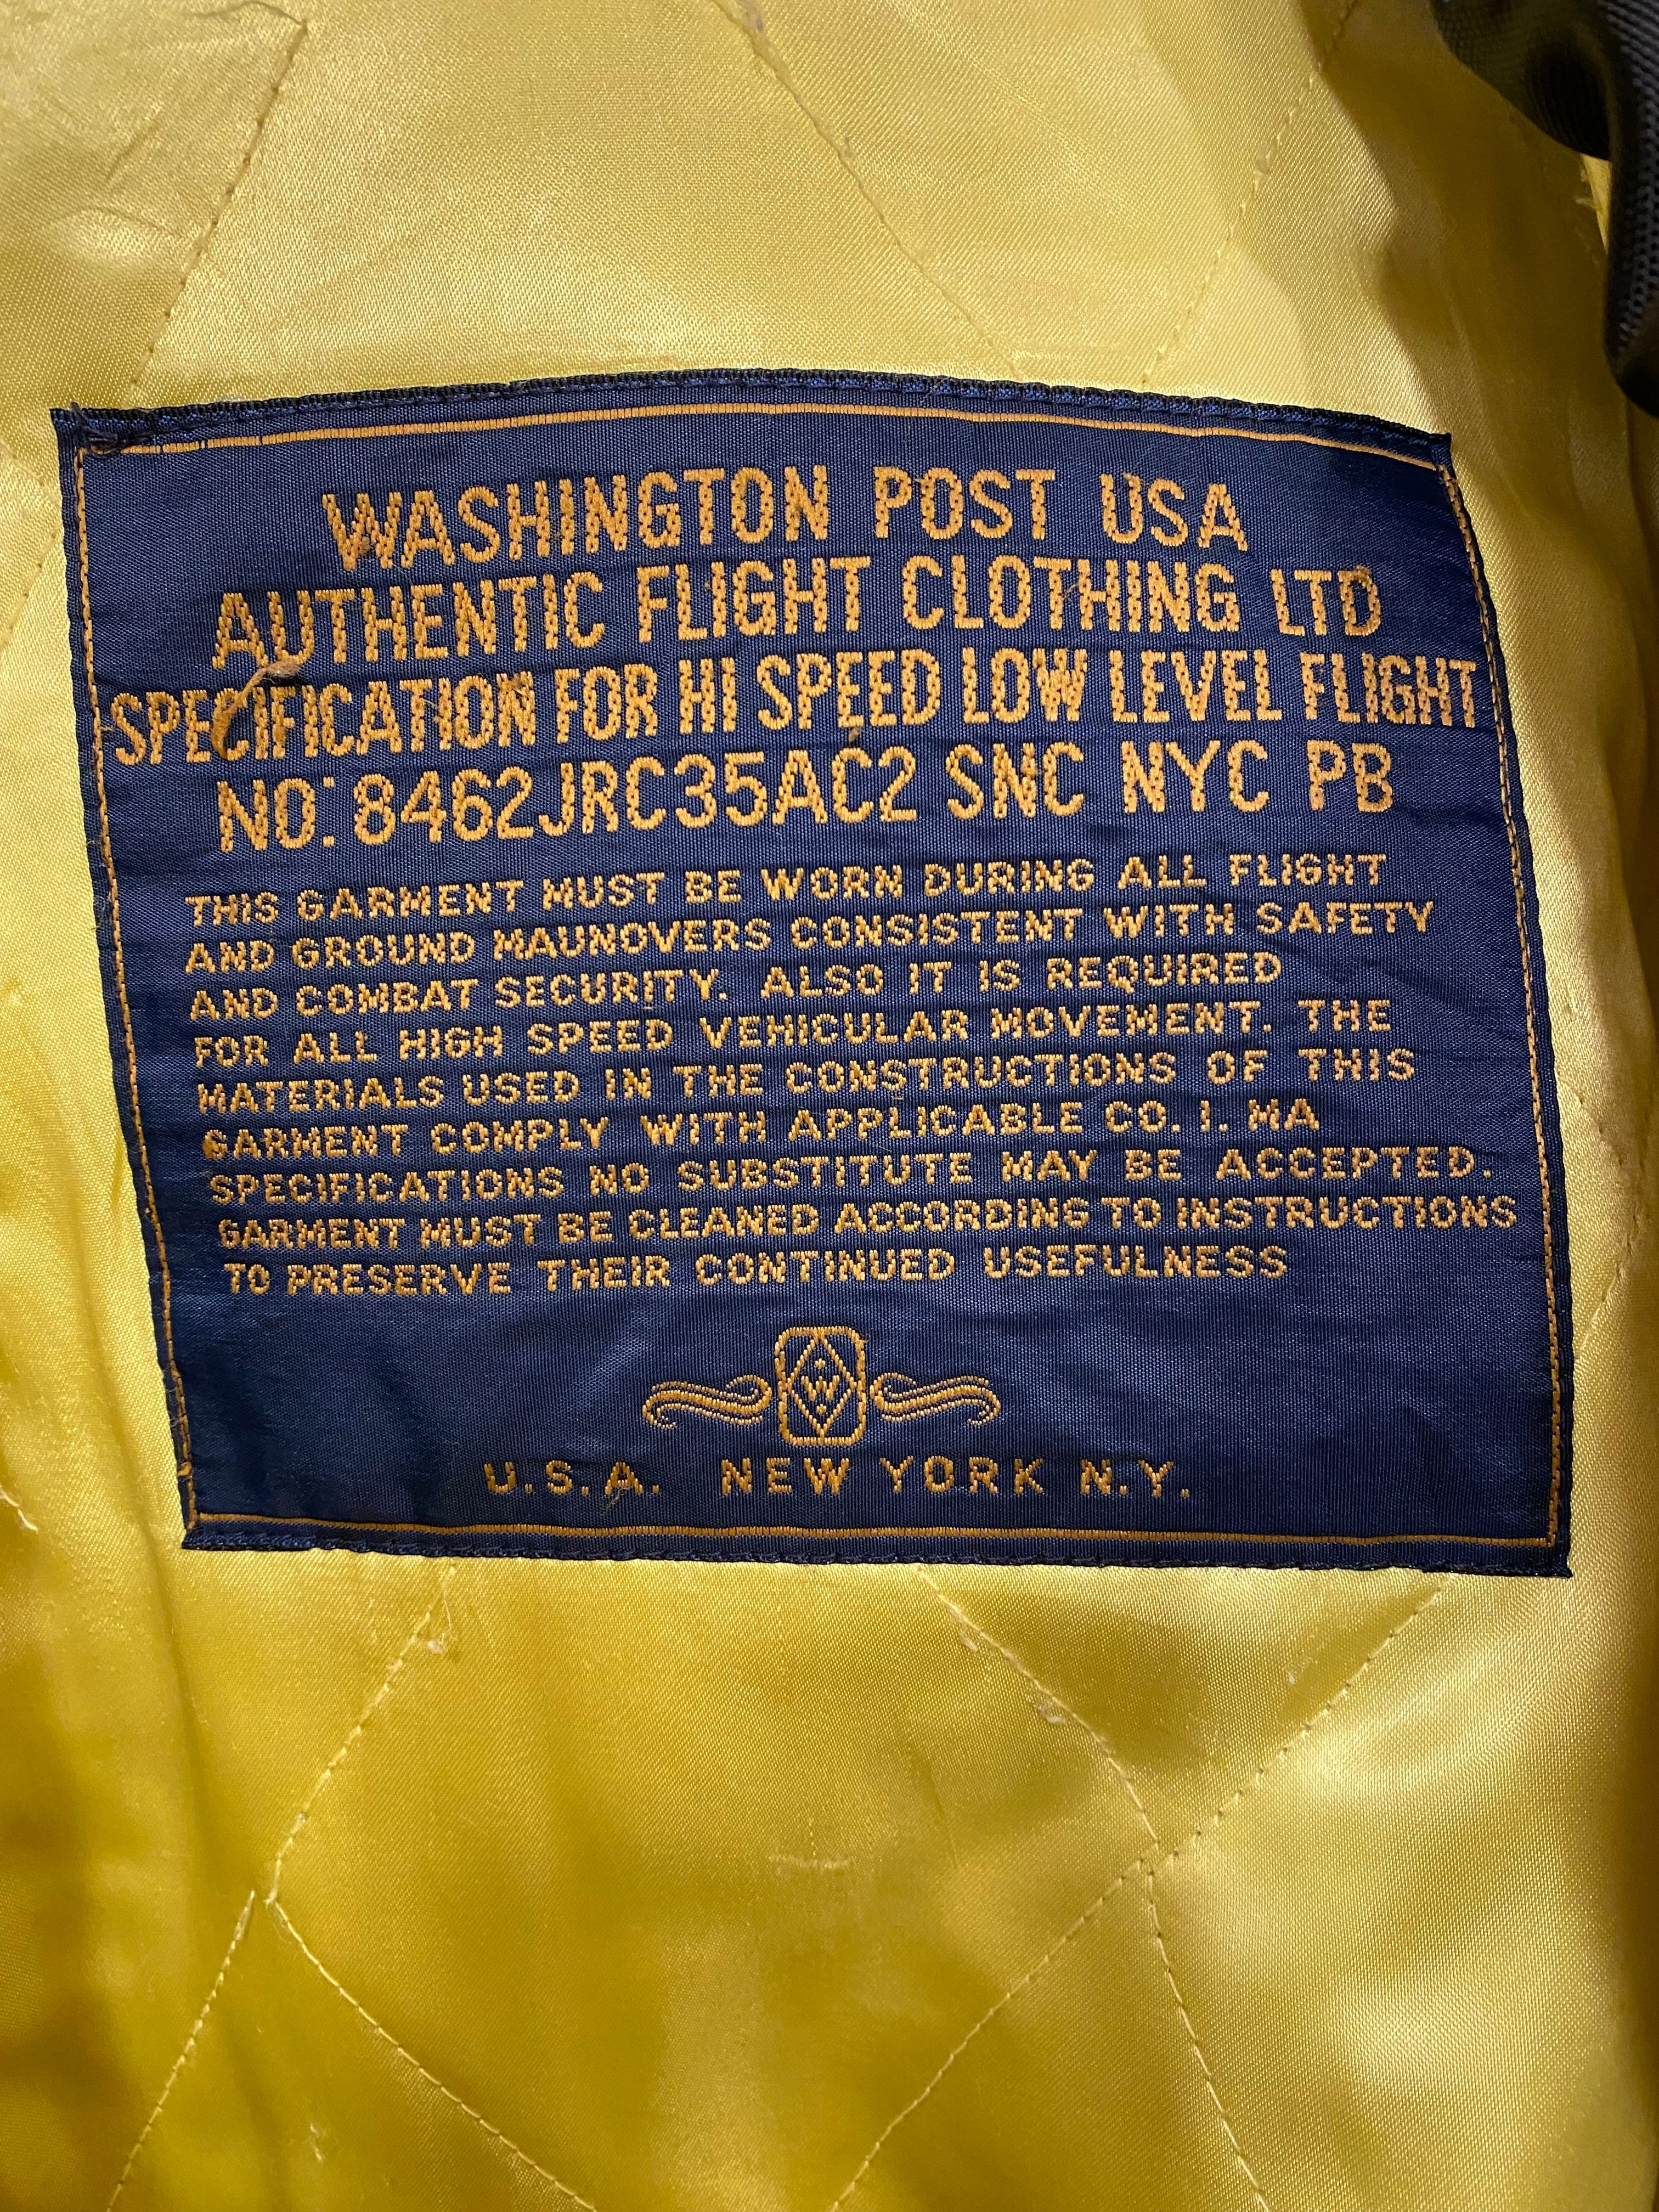 WASHINGTON POST USA
AUTHENTIC FLIGHT CLOTHING LTD
SPECIFICATION FOR HI SPEED LOW LEVEL FLIGHT
NO: 8462JRC35AC2 SNC NYC PB
THIS GARMENT MUST BE WORN DURING ALL FLIGHT
AND GROUND MAUNOVERS CONSISTENT WITH SAFETY
AND COMBAT SECURITY. ALSO IT IS REQUIRED
FOR ALL HIGH SPEED VEHICULAR MOVEMENT. THE
MATERIALS USED IN THE CONSTRUCTIONS OF THIS
GARMENT COMPLY WITH APPLICABLE CO. I. MA
SPECIFICATIONS NO SUBSTITUTE MAY BE ACCEPTED.
GARMENT MUST BE CLEANED ACCORDING TO INSTRUCTIONS
TO PRESERVE THEIR CONTINUED USEFULNESS
W
U.S.A. NEW YORK N.Y.